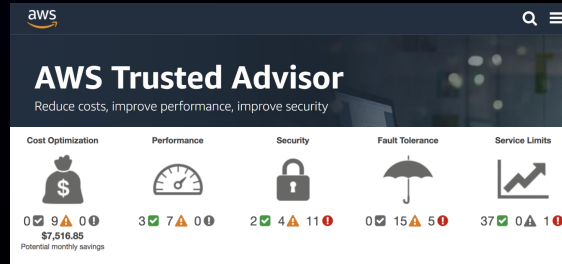 aws
AWS Trusted Advisor
Reduce costs, improve performance, improve security
Cost Optimization Performance Security Fault Tolerance Service Limits
$
0 9 0 3 7 0 2 4 11 0 15 5 37 0 1
$7,516.85
Potential monthly savings